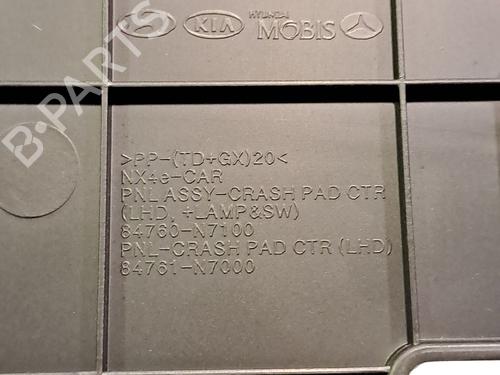 KIA
HYUNDAI
MOBIS
B-PARTS
>PP-(TD+GX)20<
NX4e-CAR
PNL ASSY-CRASH PAD CTR
(LHD, +LAMP&SW)
84760-N7100
PNL-CRASH PAD CTR (LHD)
84761-N7000